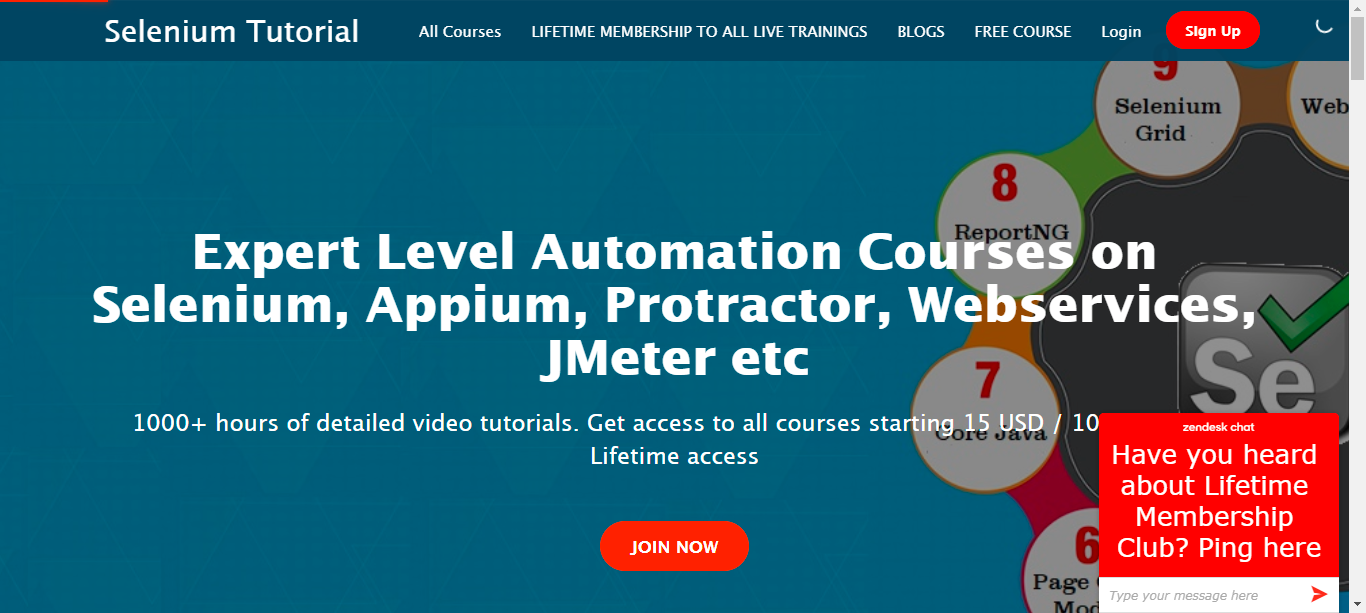 Selenium Tutorial
All Courses
LIFETIME MEMBERSHIP TO ALL LIVE TRAININGS
BLOGS
FREE COURSE
Login
Sign Up
9
Selenium
Grid
Web
8
ReportNG
Expert Level Automation Courses on
Selenium, Appium, Protractor, Webservices,
JMeter etc
Se
7
Core Java
1000+ hours of detailed video tutorials. Get access to all courses starting 15 USD / 10
Lifetime access
JOIN NOW
6
Page
Mod
zendesk chat
Have you heard
about Lifetime
Membership
Club? Ping here
Type your message here